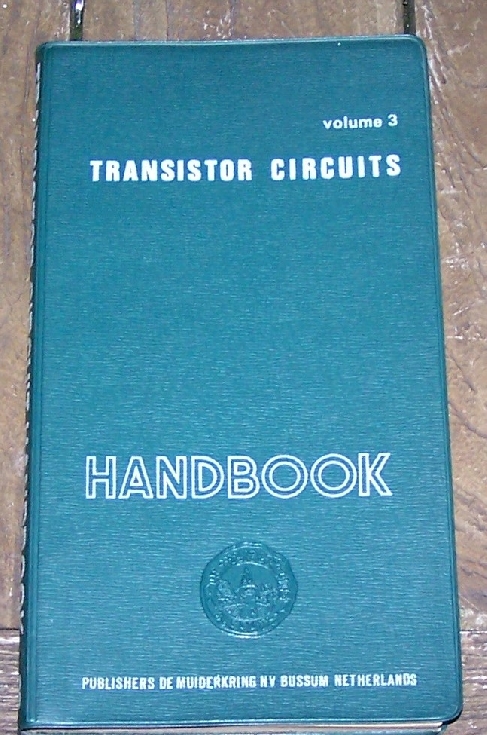 volume 3
TRANSISTOR CIRCUITS
HANDBOOK
PUBLISHERS DE MUIDERKRING NV BUSSUM NETHERLANDS